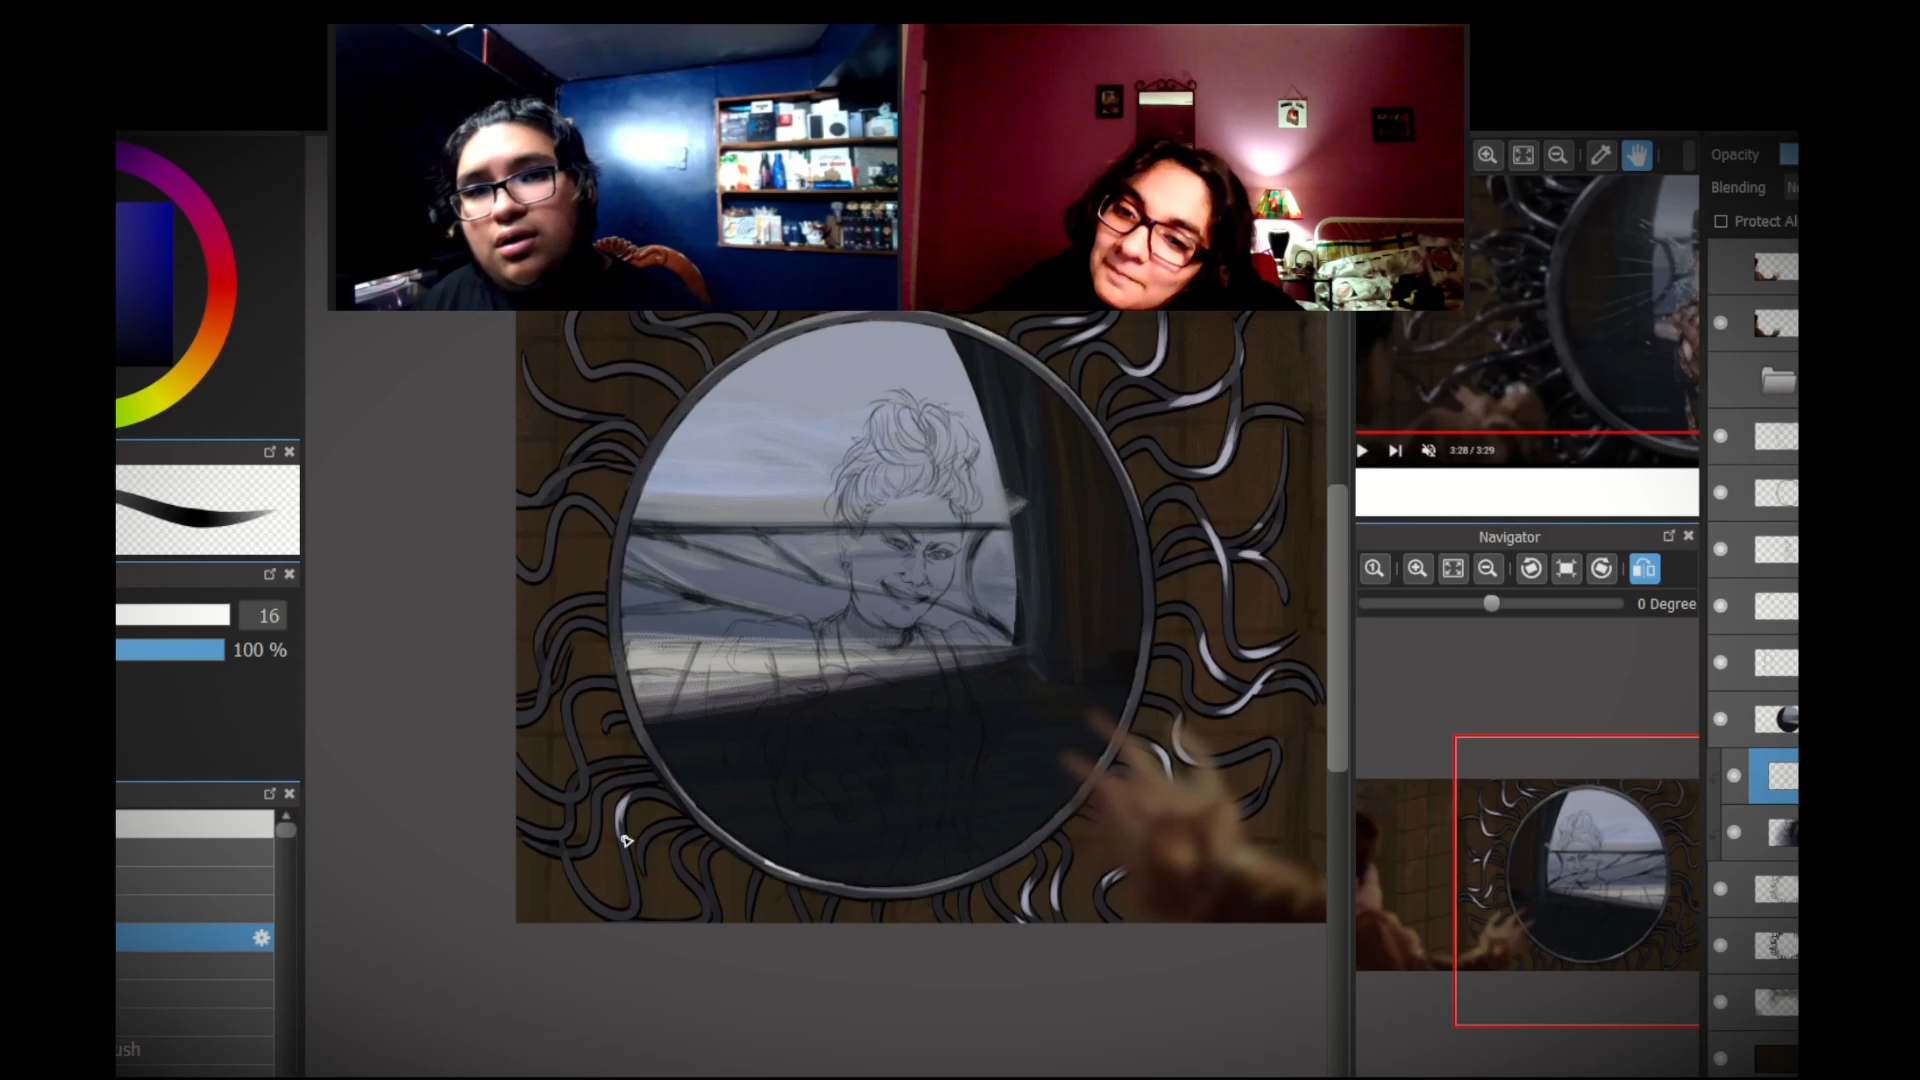 Opacity
Blending
Protect Al
3:28 / 3:29
Navigator
0 Degree
16
100 %
ush